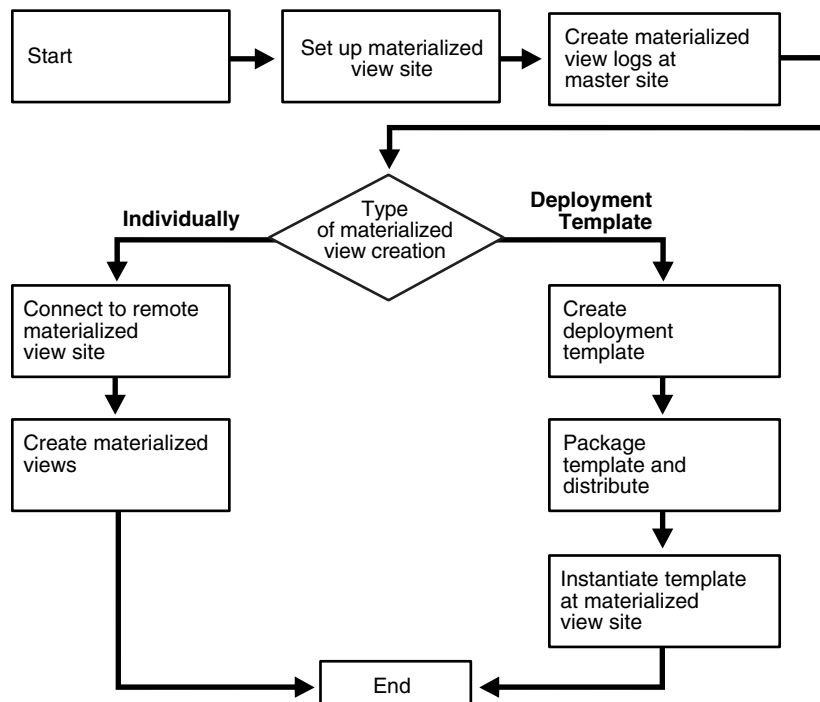 Start
Set up materialized
view site
Create materialized
view logs at
master site
Individually
Type
of materialized
view creation
Deployment
Template
Connect to remote
materialized
view site
Create
deployment
template
Create materialized
views
Package
template and
distribute
Instantiate template
at materialized
view site
End